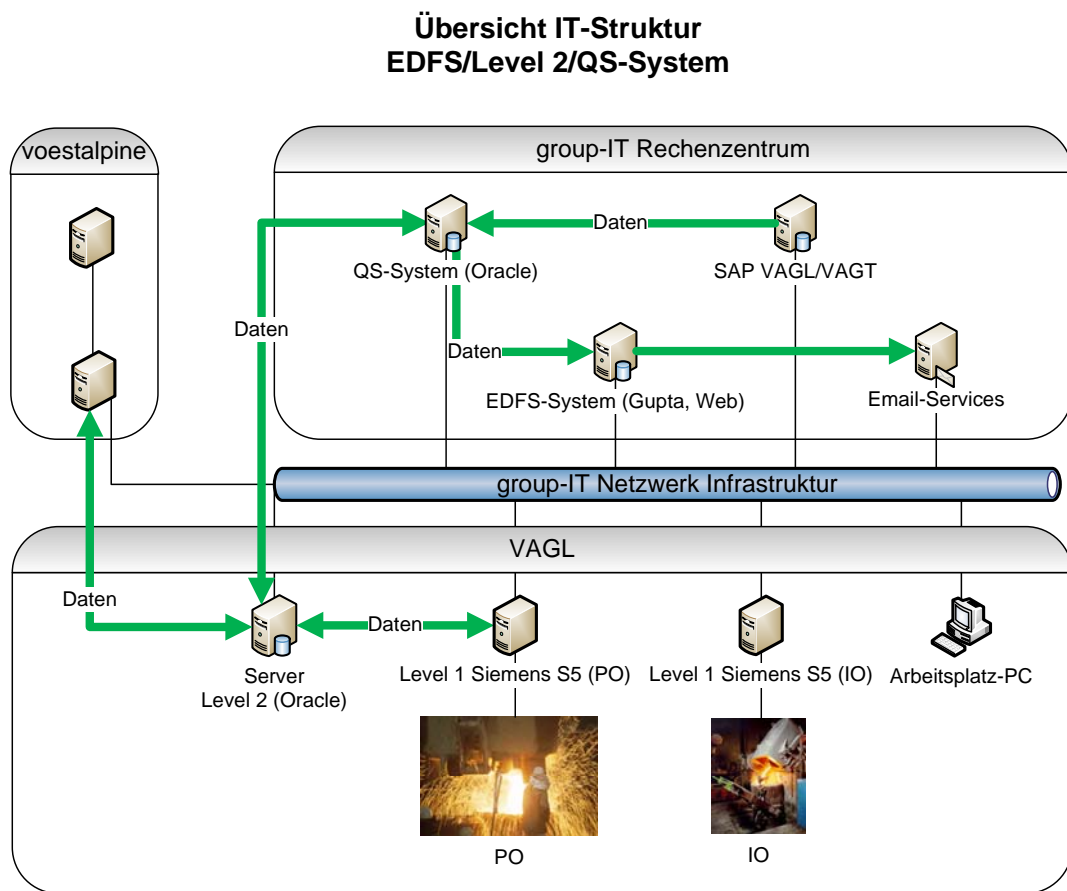 Übersicht IT-Struktur
EDFS/Level 2/QS-System
voestalpine
group-IT Rechenzentrum
Daten
QS-System (Oracle)
SAP VAGL/VAGT
Daten
Daten
EDFS-System (Gupta, Web)
Email-Services
group-IT Netzwerk Infrastruktur
VAGL
Daten
Daten
Server
Level 2 (Oracle)
Level 1 Siemens S5 (PO)
Level 1 Siemens S5 (IO)
Arbeitsplatz-PC
PO
IO